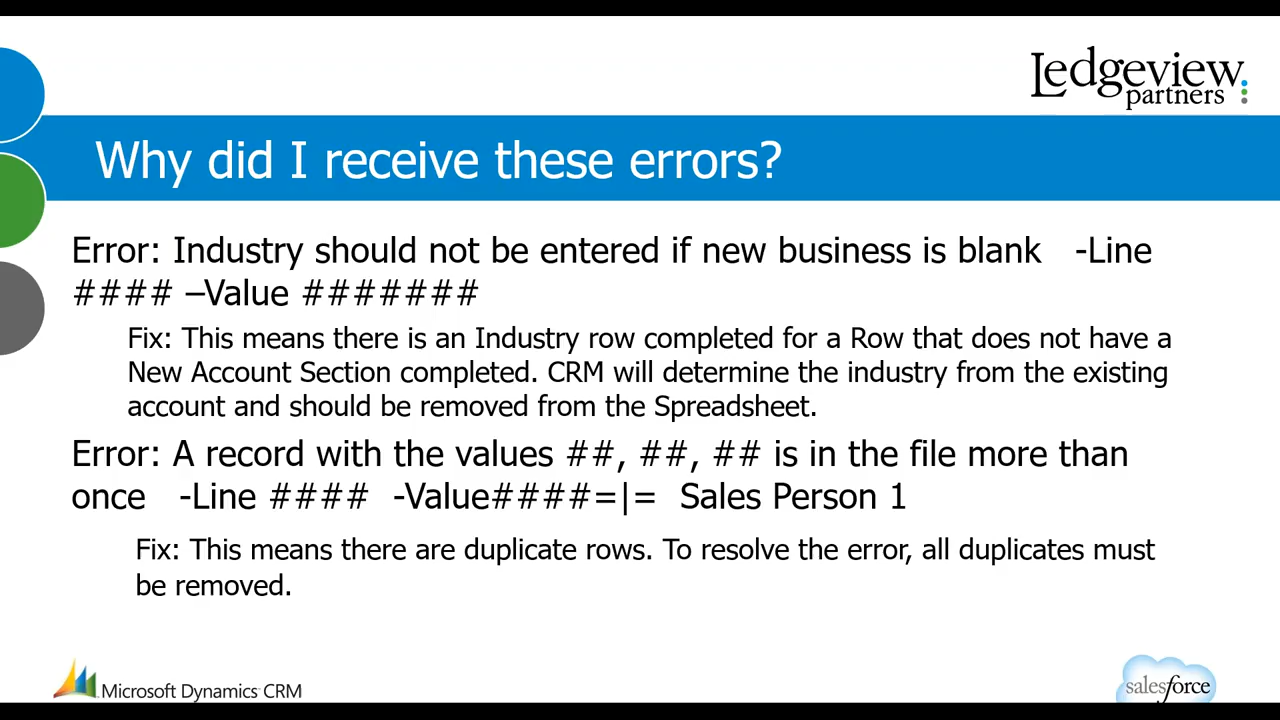 Ledgeview
partners
Why did I receive these errors?
Error: Industry should not be entered if new business is blank -Line
#### –Value #######
Fix: This means there is an Industry row completed for a Row that does not have a
New Account Section completed. CRM will determine the industry from the existing
account and should be removed from the Spreadsheet.
Error: A record with the values ##, ##, ## is in the file more than
once -Line #### -Value####=|= Sales Person 1
Fix: This means there are duplicate rows. To resolve the error, all duplicates must
be removed.
Microsoft Dynamics CRM
salesforce